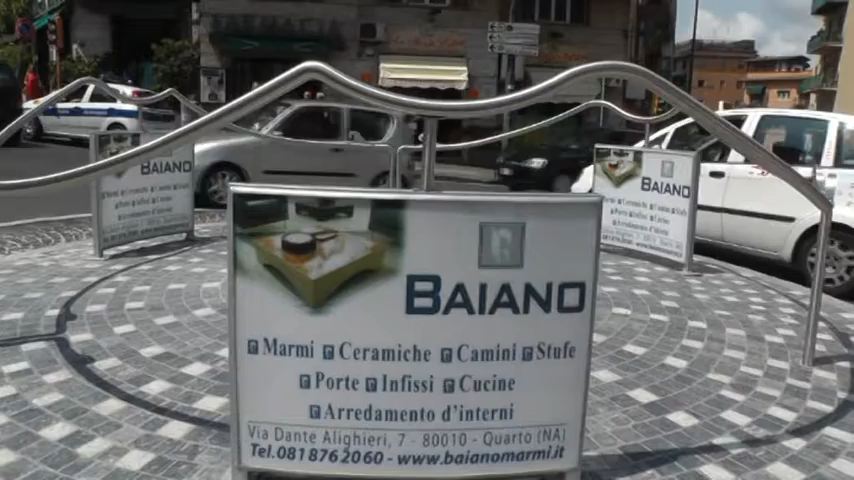 BAIANO
Marmi Ceramiche Camini Stufe
Porte Infissi Cucine
Arredamento d'interni
Via Dante Alighieri, 7 - 80010 - Quarto (NA)
Tel.0818762060 - www.baianomarmi.it
BAIANO
BAIANO